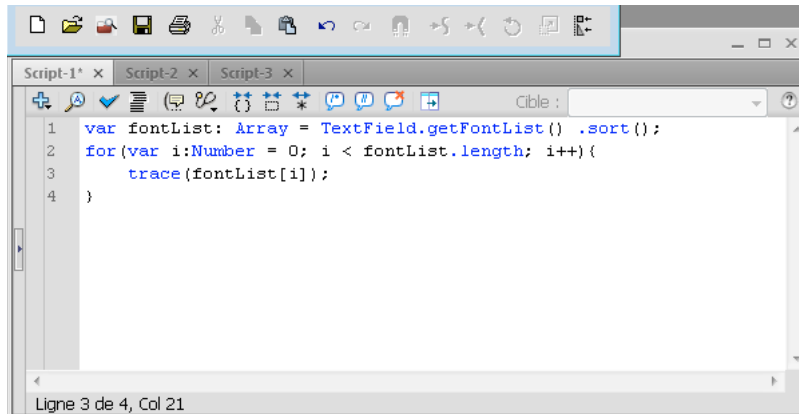 Script-1* × Script-2 × Script-3 ×
Cible :
1 var fontList: Array = TextField.getFontList() .sort();
2 for(var i:Number = 0; i < fontList.length; i++){
3 trace(fontList[i]);
4 }
Ligne 3 de 4, Col 21